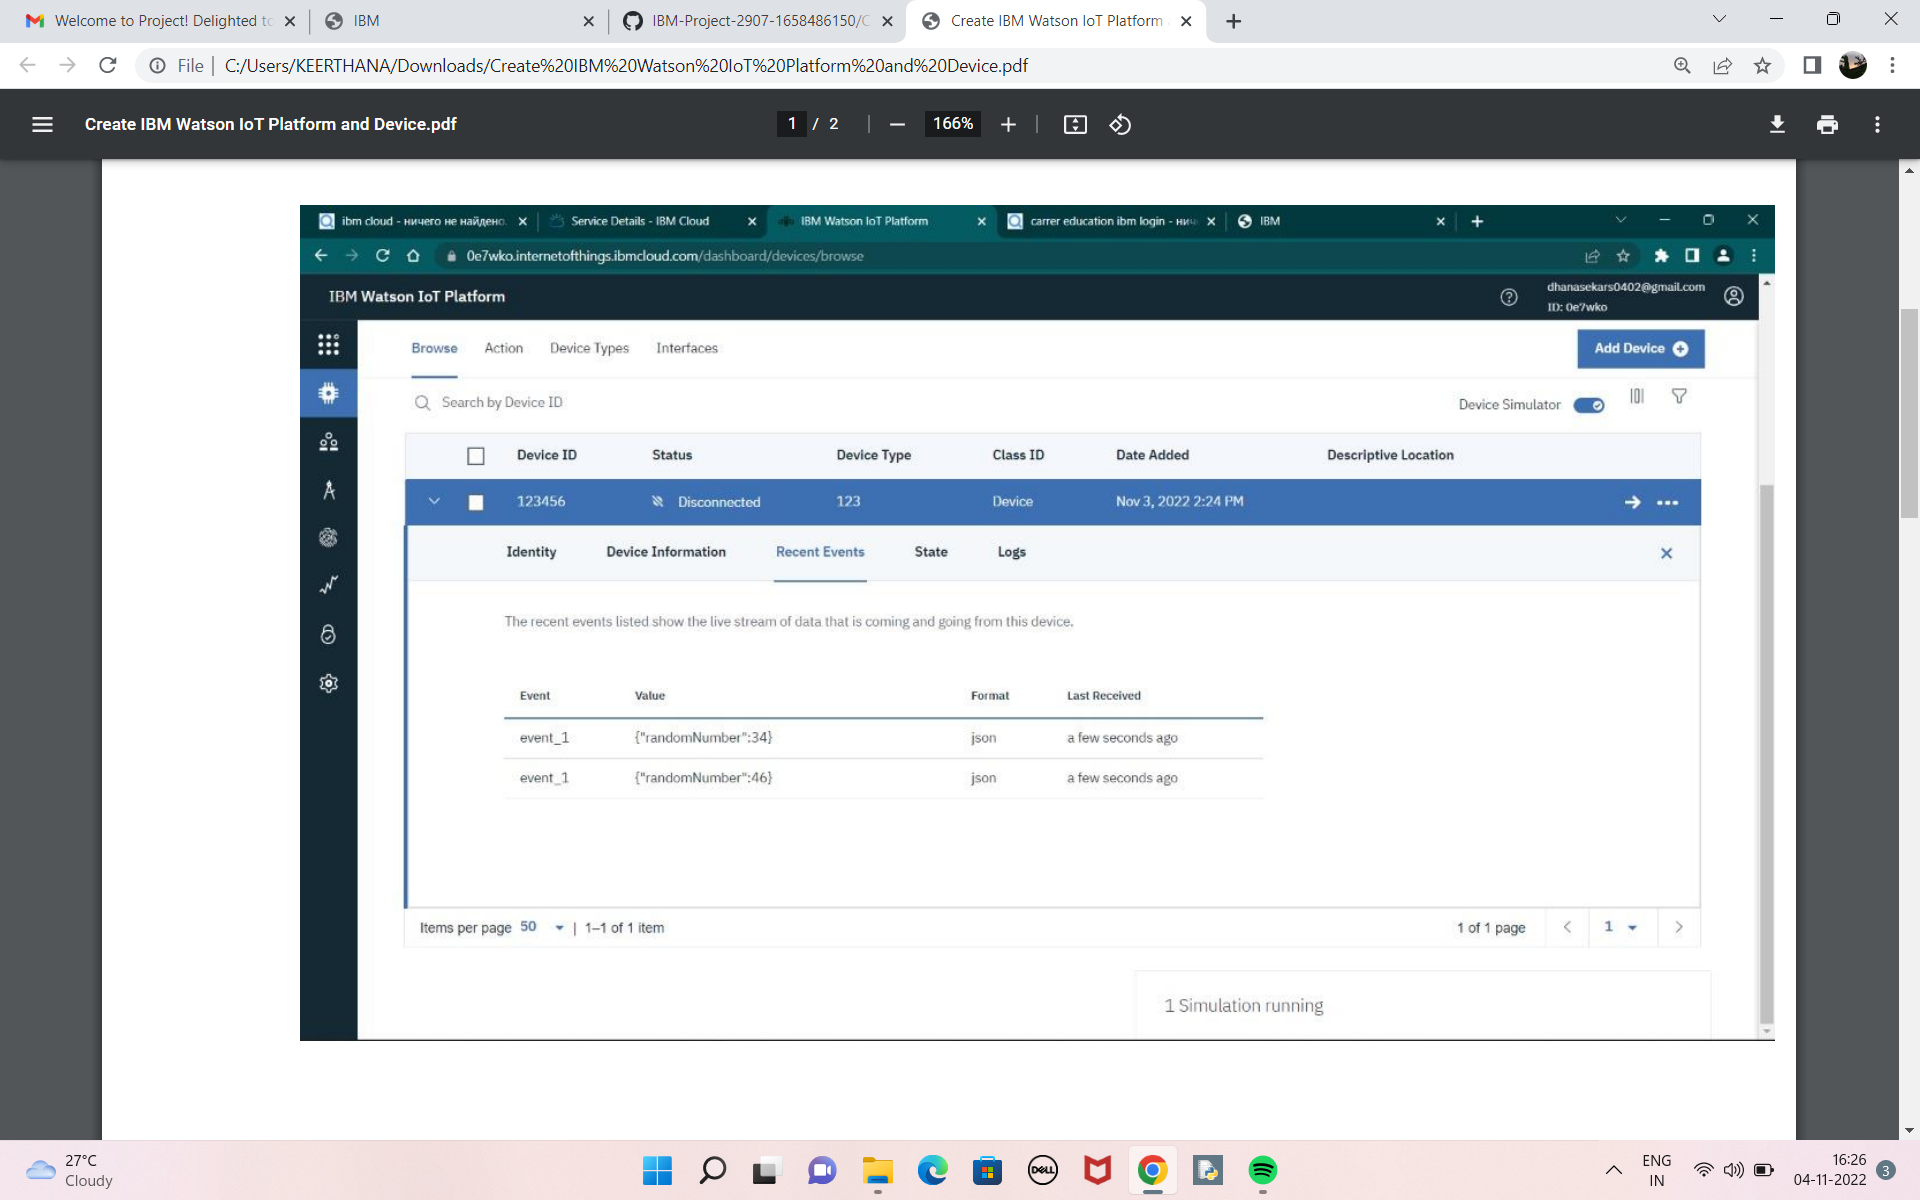 Welcome to Project! Delighted to
IBM
IBM-Project-2907-1658486150/C
Create IBM Watson IoT Platform
File
C:/Users/KEERTHANA/Downloads/Create%20IBM%20Watson%20IoT%20Platform%20and%20Device.pdf
Create IBM Watson IoT Platform and Device.pdf
1 / 2
166%
ibm cloud - ничего не найдено.
Service Details - IBM Cloud
IBM Watson IoT Platform
carrer education ibm login - нич
IBM
0e7wko.internetofthings.ibmcloud.com/dashboard/devices/browse
IBM Watson IoT Platform
dhanasekars0402@gmail.com
ID: 0e7wko
Browse Action Device Types Interfaces
Add Device
Search by Device ID
Device Simulator
Device ID Status Device Type Class ID Date Added Descriptive Location
123456 Disconnected 123 Device Nov 3, 2022 2:24 PM
Identity Device Information Recent Events State Logs
The recent events listed show the live stream of data that is coming and going from this device.
Event Value Format Last Received
event_1 {"randomNumber":34} json a few seconds ago
event_1 {"randomNumber":46} json a few seconds ago
Items per page 50 | 1–1 of 1 item
1 of 1 page
1
1 Simulation running
27°C
Cloudy
DELL
ENG
IN
16:26
04-11-2022
3